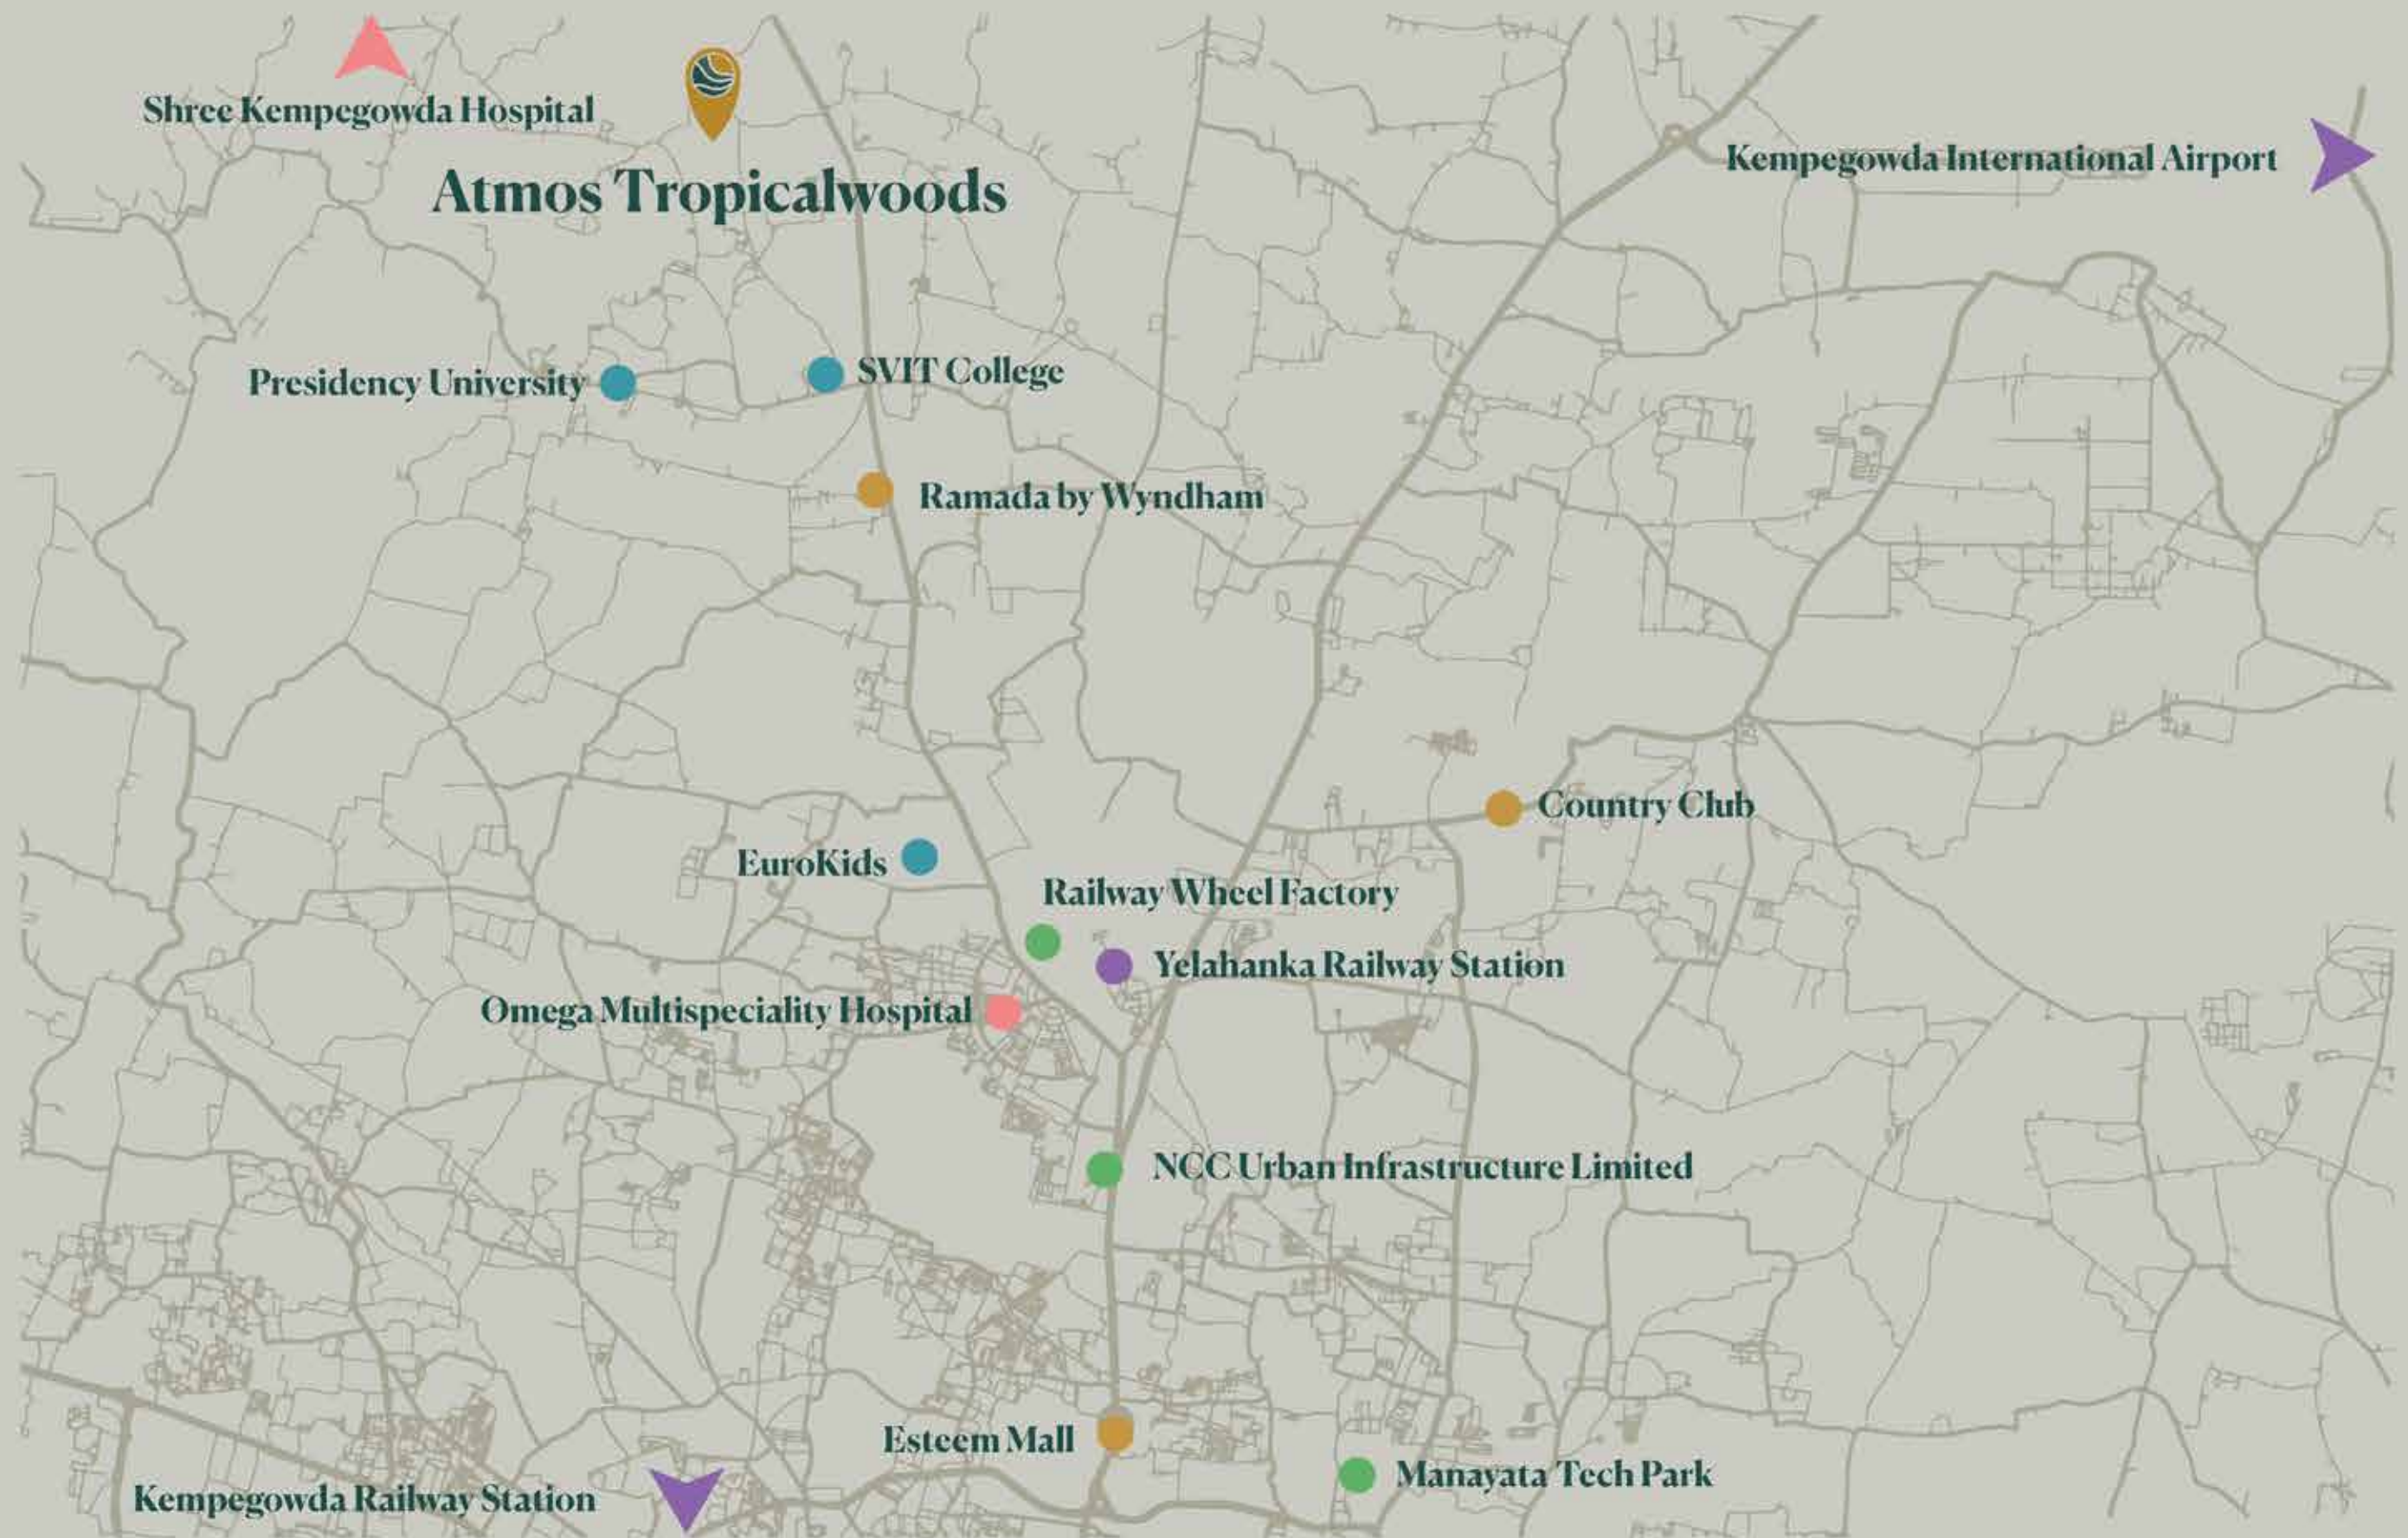 Shree Kempegowda Hospital
Kempegowda International Airport
Atmos Tropicalwoods
Presidency University
SVIT College
Ramada by Wyndham
Country Club
EuroKids
Railway Wheel Factory
Yelahanka Railway Station
Omega Multispeciality Hospital
NCC Urban Infrastructure Limited
Esteem Mall
Manayata Tech Park
Kempegowda Railway Station